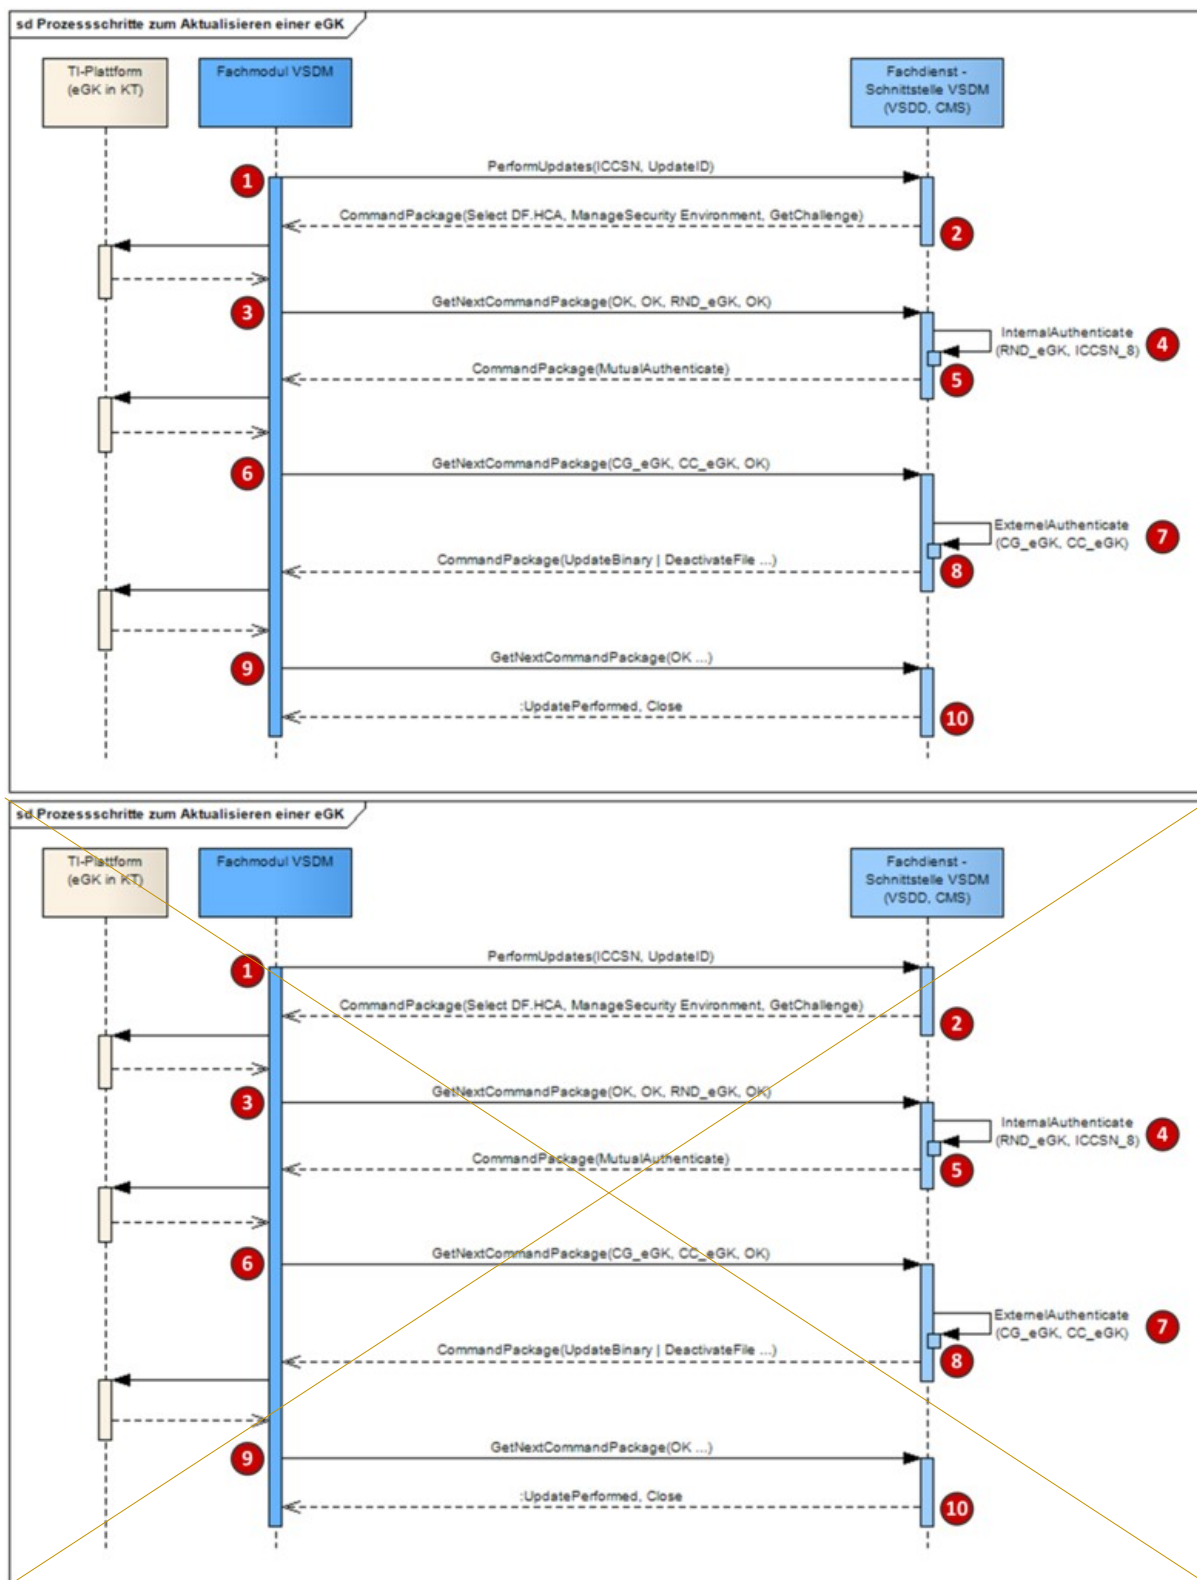 sd Prozessschritte zum Aktualisieren einer eGK
TI-Plattform
(eGK in KT)
Fachmodul VSDM
Fachdienst -
Schnittstelle VSDM
(VSDD, CMS)
1
PerformUpdates(ICCSN, UpdateID)
CommandPackage(Select DF.HCA, ManageSecurity Environment, GetChallenge)
2
3
GetNextCommandPackage(OK, OK, RND_eGK, OK)
InternalAuthenticate
(RND_eGK, ICCSN_8)
4
CommandPackage(MutualAuthenticate)
5
6
GetNextCommandPackage(CG_eGK, CC_eGK, OK)
ExternelAuthenticate
(CG_eGK, CC_eGK)
7
CommandPackage(UpdateBinary | DeactivateFile ...)
8
9
GetNextCommandPackage(OK ...)
:UpdatePerformed, Close
10
sd Prozessschritte zum Aktualisieren einer eGK
TI-Plattform
(eGK in KT)
Fachmodul VSDM
Fachdienst -
Schnittstelle VSDM
(VSDD, CMS)
1
PerformUpdates(ICCSN, UpdateID)
CommandPackage(Select DF.HCA, ManageSecurity Environment, GetChallenge)
2
3
GetNextCommandPackage(OK, OK, RND_eGK, OK)
InternalAuthenticate
(RND_eGK, ICCSN_8)
4
CommandPackage(MutualAuthenticate)
5
6
GetNextCommandPackage(CG_eGK, CC_eGK, OK)
ExternelAuthenticate
(CG_eGK, CC_eGK)
7
CommandPackage(UpdateBinary | DeactivateFile ...)
8
9
GetNextCommandPackage(OK ...)
:UpdatePerformed, Close
10